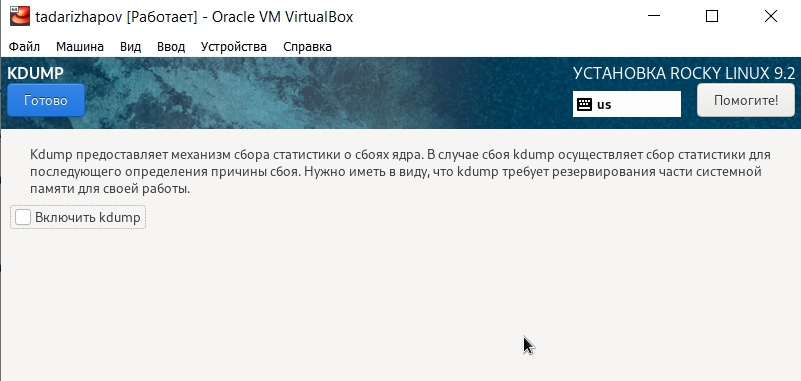 tadarizhapov [Работает] - Oracle VM VirtualBox
Файл Машина Вид Ввод Устройства Справка
KDUMP
УСТАНОВКА ROCKY LINUX 9.2
Готово
us
Помогите!
Kdump предоставляет механизм сбора статистики о сбоях ядра. В случае сбоя kdump осуществляет сбор статистики для
последующего определения причины сбоя. Нужно иметь в виду, что kdump требует резервирования части системной
памяти для своей работы.
Включить kdump